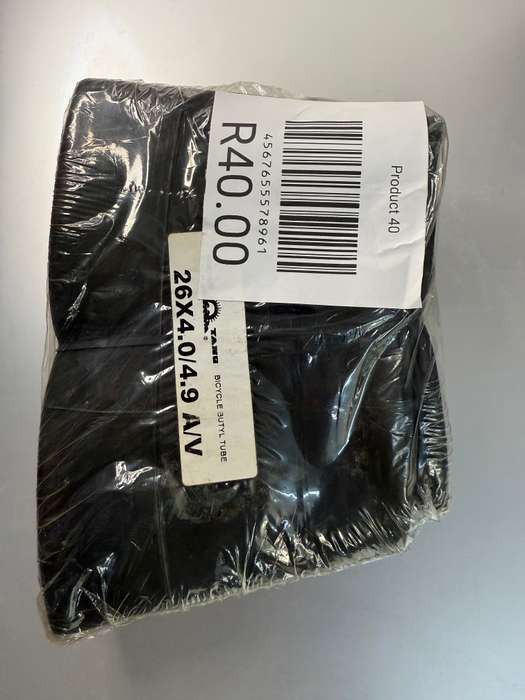 Product 40
4567655578961
R40.00
BICYCLE BUTYL TUBE
26X4.0/4.9 A/V